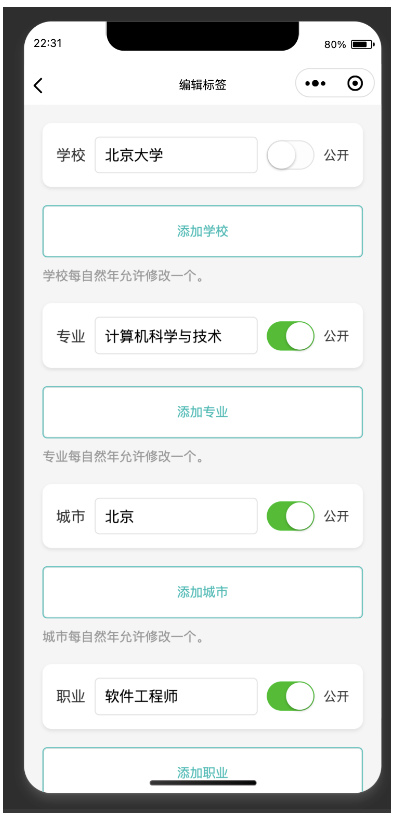 22:31
80%
编辑标签
学校 北京大学 公开
添加学校
学校每自然年允许修改一个。
专业 计算机科学与技术 公开
添加专业
专业每自然年允许修改一个。
城市 北京 公开
添加城市
城市每自然年允许修改一个。
职业 软件工程师 公开
添加职业